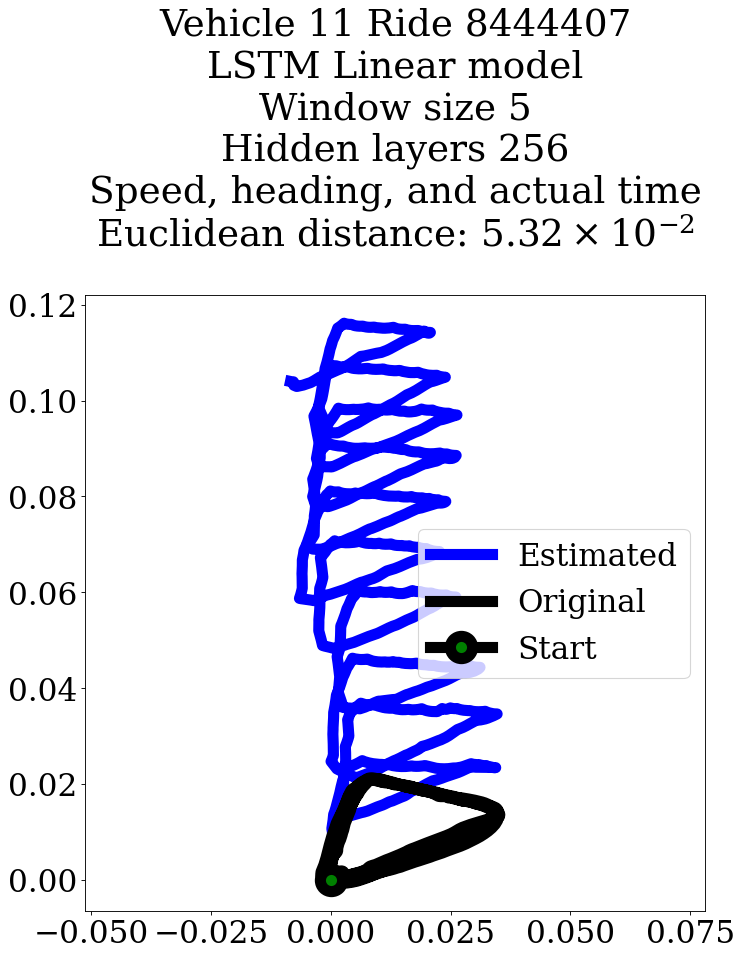 Vehicle 11 Ride 8444407
LSTM Linear model
Window size 5
Hidden layers 256
Speed, heading, and actual time
Euclidean distance: 5.32 × 10⁻²
0.12
0.10
0.08
0.06
0.04
0.02
0.00
Estimated
Original
Start
−0.050 −0.025 0.000 0.025 0.050 0.075